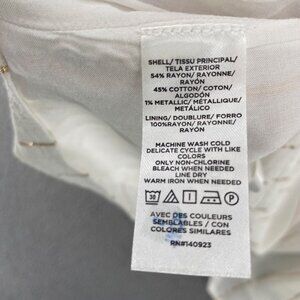 SHELL/ TISSU PRINCIPAL/
TELA EXTERIOR
54% RAYON/ RAYONNE/
RAYÓN
45% COTTON/ COTON/
ALGODÓN
1% METALLIC/ MÉTALLIQUE/
METÁLICO
LINING/ DOUBLURE/ FORRO
100%RAYON/ RAYONNE/
RAYÓN
MACHINE WASH COLD
DELICATE CYCLE WITH LIKE
COLORS
ONLY NON-CHLORINE
BLEACH WHEN NEEDED
LINE DRY
WARM IRON WHEN NEEDED
30 P
AVEC DES COULEURS
SEMBLABLES / CON
COLORES SIMILARES
RN#140923